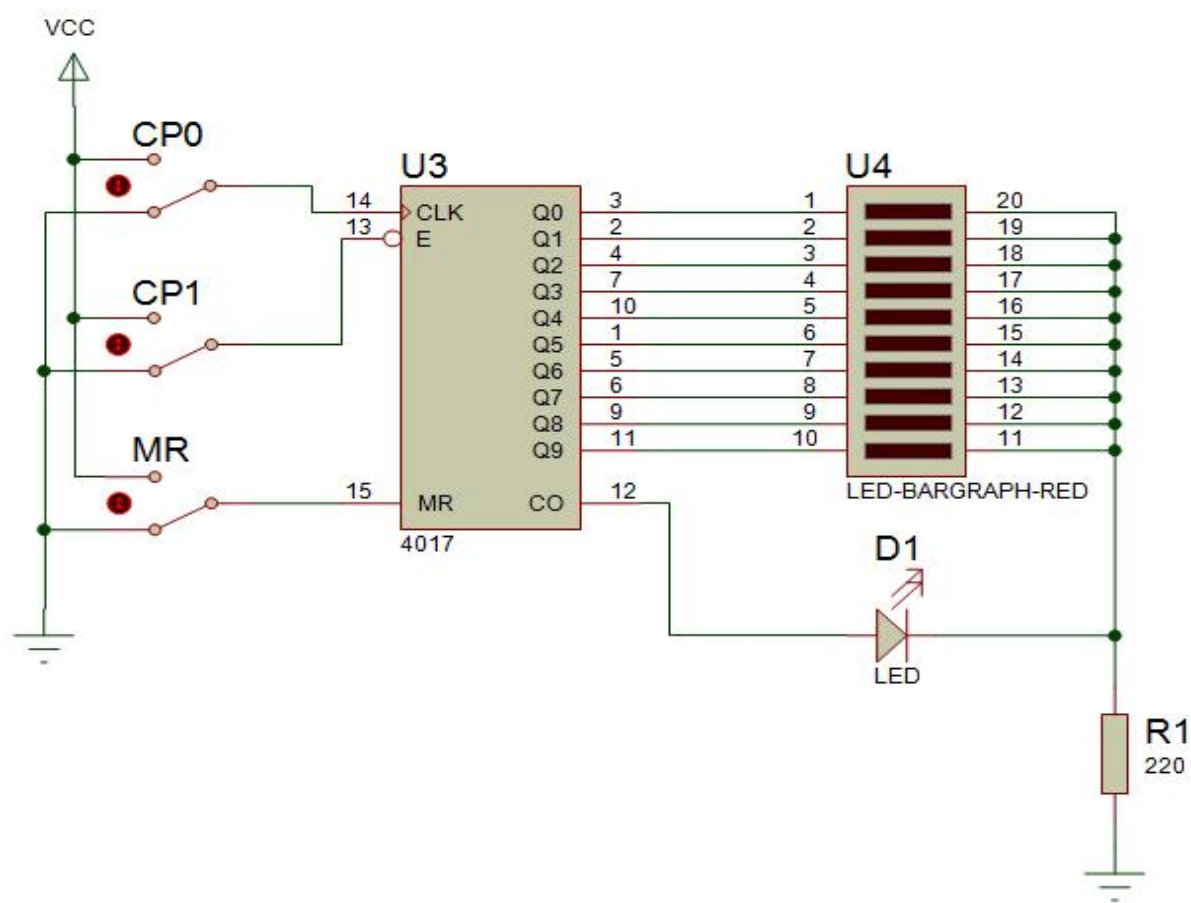 VCC
CP0
CP1
MR
U3
14
13
15
CLK
E
MR
Q0
Q1
Q2
Q3
Q4
Q5
Q6
Q7
Q8
Q9
CO
4017
3
2
4
7
10
1
5
6
9
11
12
U4
1
2
3
4
5
6
7
8
9
10
20
19
18
17
16
15
14
13
12
11
LED-BARGRAPH-RED
D1
LED
R1
220